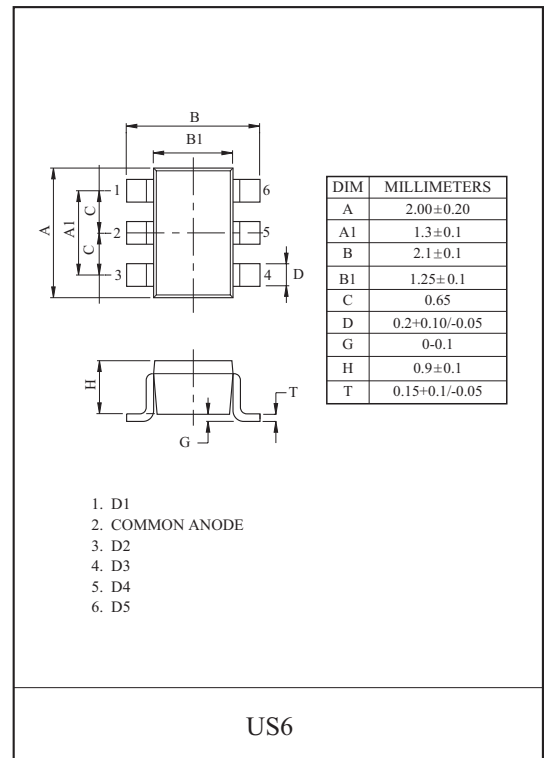 B
B1
1
6
A
A1
C
2
5
C
3
4
D
H
T
G
DIM MILLIMETERS
A 2.00±0.20
A1 1.3±0.1
B 2.1±0.1
B1 1.25±0.1
C 0.65
D 0.2+0.10/-0.05
G 0-0.1
H 0.9±0.1
T 0.15+0.1/-0.05
1. D1
2. COMMON ANODE
3. D2
4. D3
5. D4
6. D5
US6